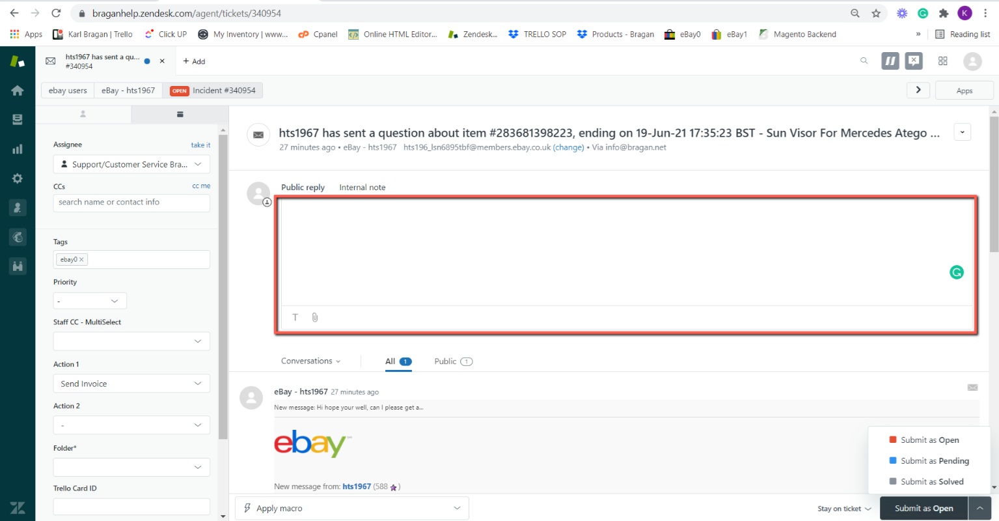 braganhelp.zendesk.com/agent/tickets/340954
K
Apps
Karl Bragan | Trello
Click UP
My Inventory | www...
Cpanel
Online HTML Editor...
Zendesk...
TRELLO SOP
Products - Bragan
eBay0
eBay1
Magento Backend
»
Reading list
hts1967 has sent a qu...
#340954
+ Add
ebay users
eBay - hts1967
OPEN Incident #340954
Apps
Assignee
take it
Support/Customer Service Bra...
CCs
cc me
search name or contact info
Tags
ebay0 ×
Priority
-
Staff CC - MultiSelect
Action 1
Send Invoice
Action 2
-
Folder*
Trello Card ID
hts1967 has sent a question about item #283681398223, ending on 19-Jun-21 17:35:23 BST - Sun Visor For Mercedes Atego ...
27 minutes ago • eBay - hts1967 hts196_lsn6895tbf@members.ebay.co.uk (change) • Via info@bragan.net
Public reply
Internal note
T
Conversations
All 1
Public 1
eBay - hts1967 27 minutes ago
New message: Hi hope your well, can I please get a...
ebay™
New message from: hts1967 (588 )
Submit as Open
Submit as Pending
Submit as Solved
Apply macro
Stay on ticket
Submit as Open